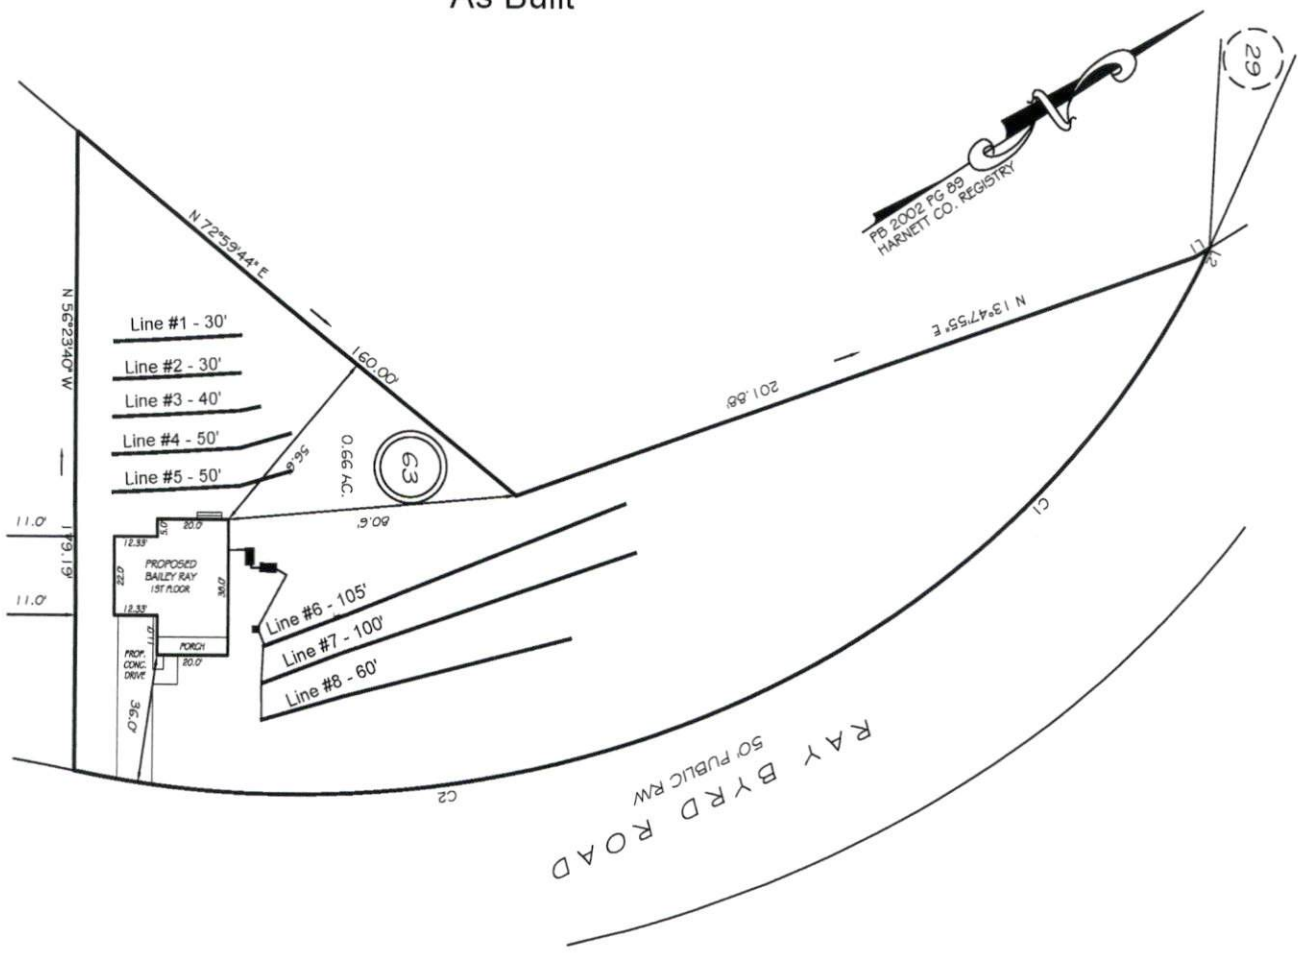 As Built
29
PB 2002 PG 89
HARNETT CO. REGISTRY
N 72°59'44" E
160.00'
N 56°23'40" W
179.19'
Line #1 - 30'
Line #2 - 30'
Line #3 - 40'
Line #4 - 50'
Line #5 - 50'
56.6'
0.66 AC.
63
80.6'
L1
L2
N 13°47'55" E
201.88'
C1
11.0'
11.0'
20.0'
5.0'
12.33'
22.0'
PROPOSED
BAILEY RAY
1ST FLOOR
38.0'
12.33'
11.0'
PORCH
20.0'
PROP.
CONC.
DRIVE
36.0'
Line #6 - 105'
Line #7 - 100'
Line #8 - 60'
C2
RAY BYRD ROAD
50' PUBLIC R/W